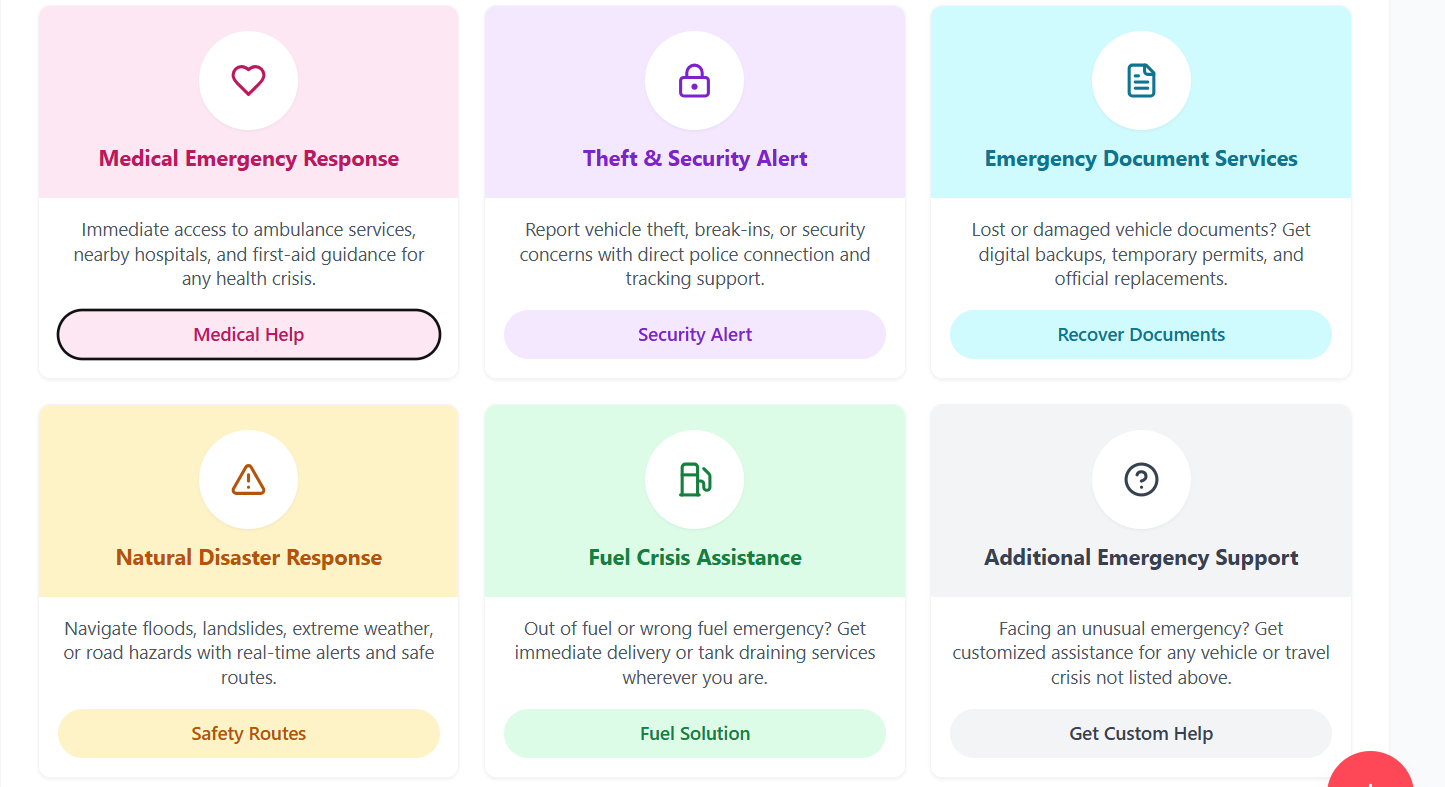 Medical Emergency Response
Immediate access to ambulance services,
nearby hospitals, and first-aid guidance for
any health crisis.
Medical Help
Theft & Security Alert
Report vehicle theft, break-ins, or security
concerns with direct police connection and
tracking support.
Security Alert
Emergency Document Services
Lost or damaged vehicle documents? Get
digital backups, temporary permits, and
official replacements.
Recover Documents
Natural Disaster Response
Navigate floods, landslides, extreme weather,
or road hazards with real-time alerts and safe
routes.
Safety Routes
Fuel Crisis Assistance
Out of fuel or wrong fuel emergency? Get
immediate delivery or tank draining services
wherever you are.
Fuel Solution
Additional Emergency Support
Facing an unusual emergency? Get
customized assistance for any vehicle or travel
crisis not listed above.
Get Custom Help